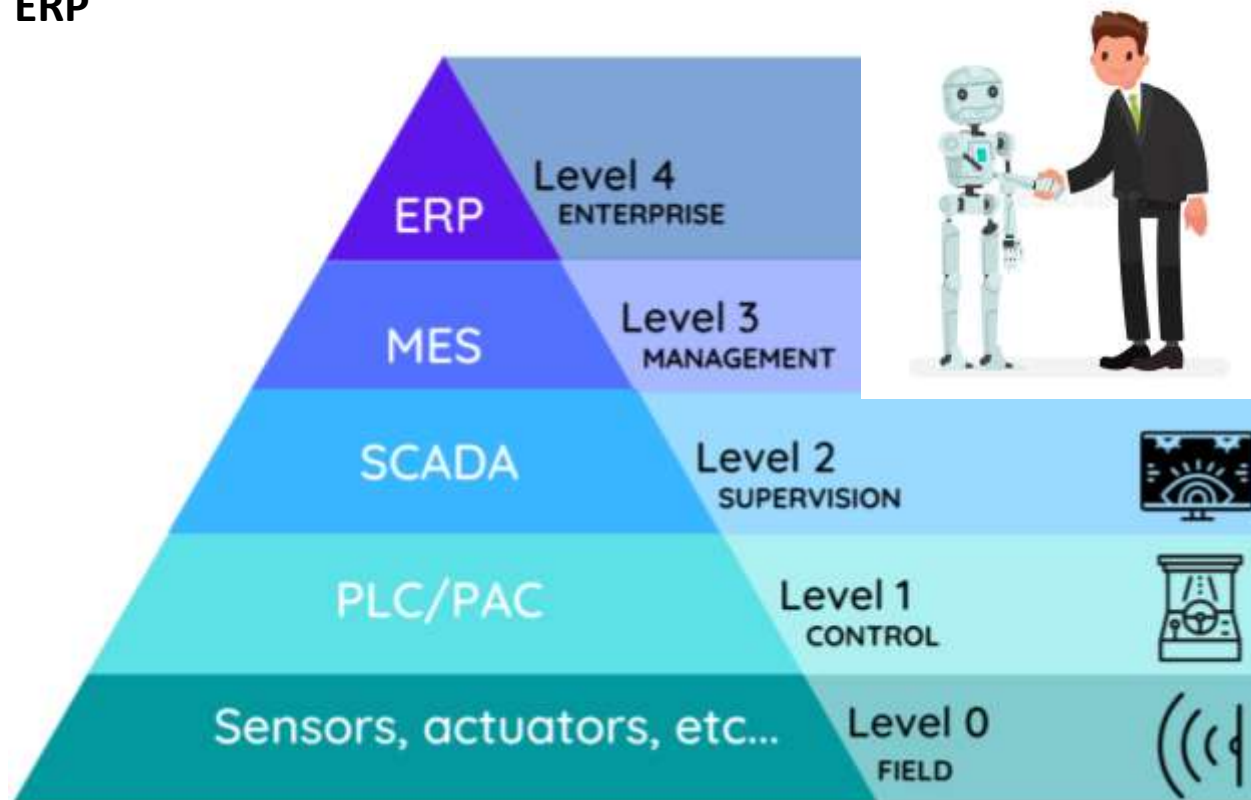 ERP
ERP
Level 4
ENTERPRISE
MES
Level 3
MANAGEMENT
SCADA
Level 2
SUPERVISION
PLC/PAC
Level 1
CONTROL
Sensors, actuators, etc...
Level 0
FIELD